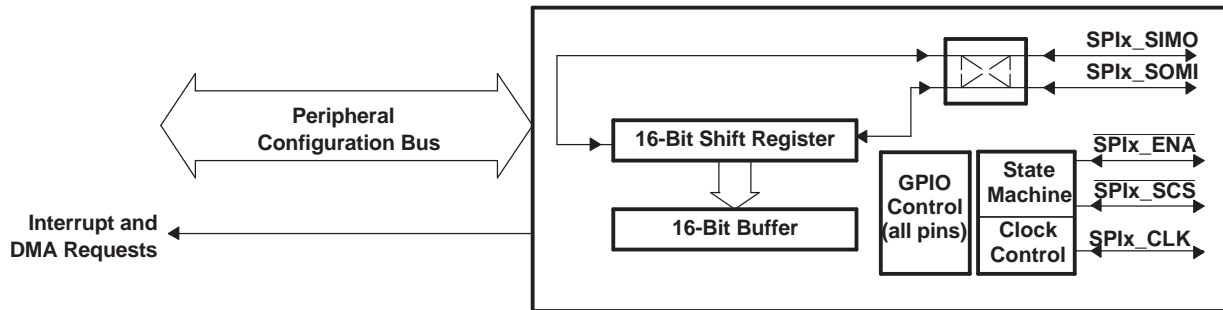 SPIx_SIMO
SPIx_SOMI
Peripheral
Configuration Bus
16-Bit Shift Register
SPIx_ENA
State
Machine
GPIO
Control
(all pins)
SPIx_SCS
Interrupt and
DMA Requests
16-Bit Buffer
Clock
Control
SPIx_CLK